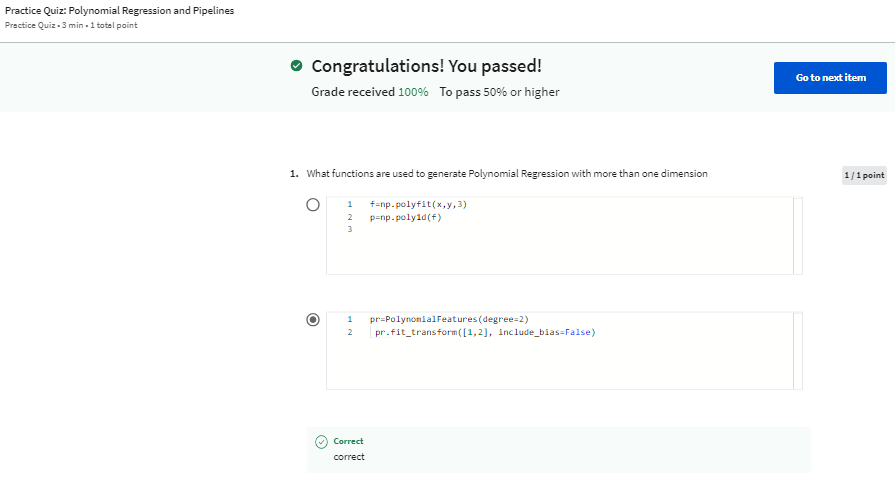 Practice Quiz: Polynomial Regression and Pipelines
Practice Quiz • 3 min • 1 total point
Congratulations! You passed!
Grade received 100% To pass 50% or higher
Go to next item
1. What functions are used to generate Polynomial Regression with more than one dimension
1 / 1 point
1 f=np.polyfit(x,y,3)
2 p=np.poly1d(f)
3
1 pr=PolynomialFeatures(degree=2)
2 pr.fit_transform([1,2], include_bias=False)
Correct
correct